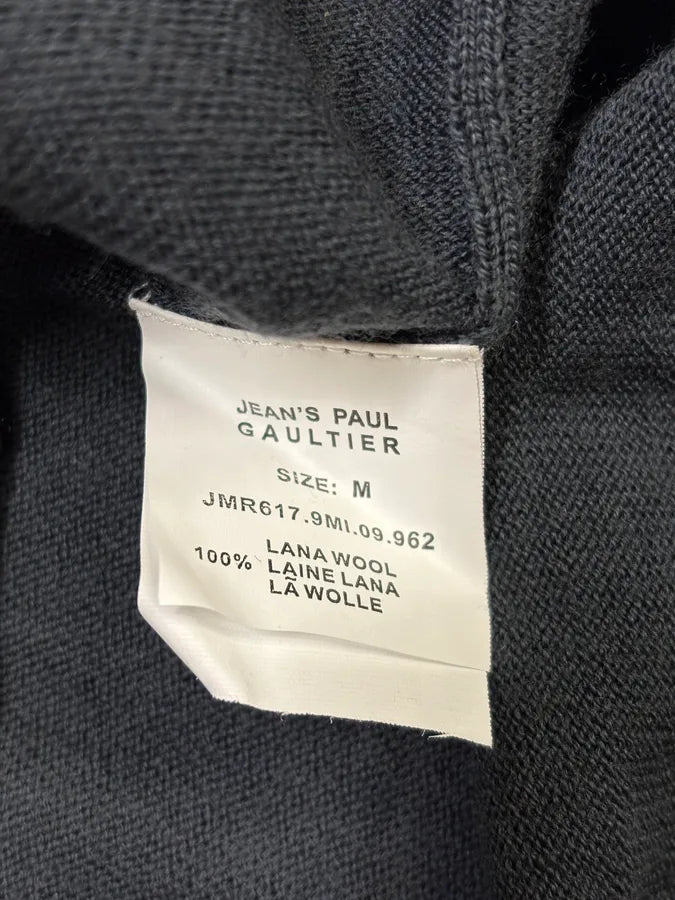 JEAN'S PAUL
GAULTIER
SIZE: M
JMR617.9MI.09.962
LANA WOOL
100% LAINE LANA
LÃ WOLLE